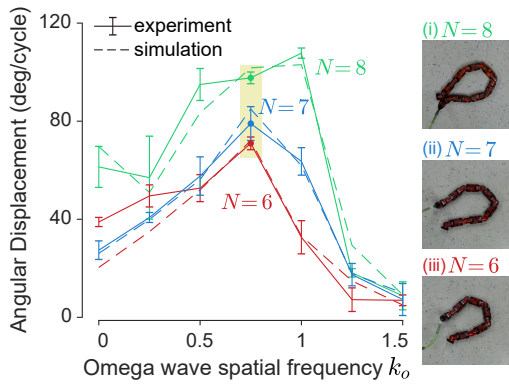 120
80
40
0
Angular Displacement (deg/cycle)
experiment
simulation
N=8
N=7
N=6
0
0.5
1
1.5
Omega wave spatial frequency k_o
(i) N=8
(ii) N=7
(iii) N=6